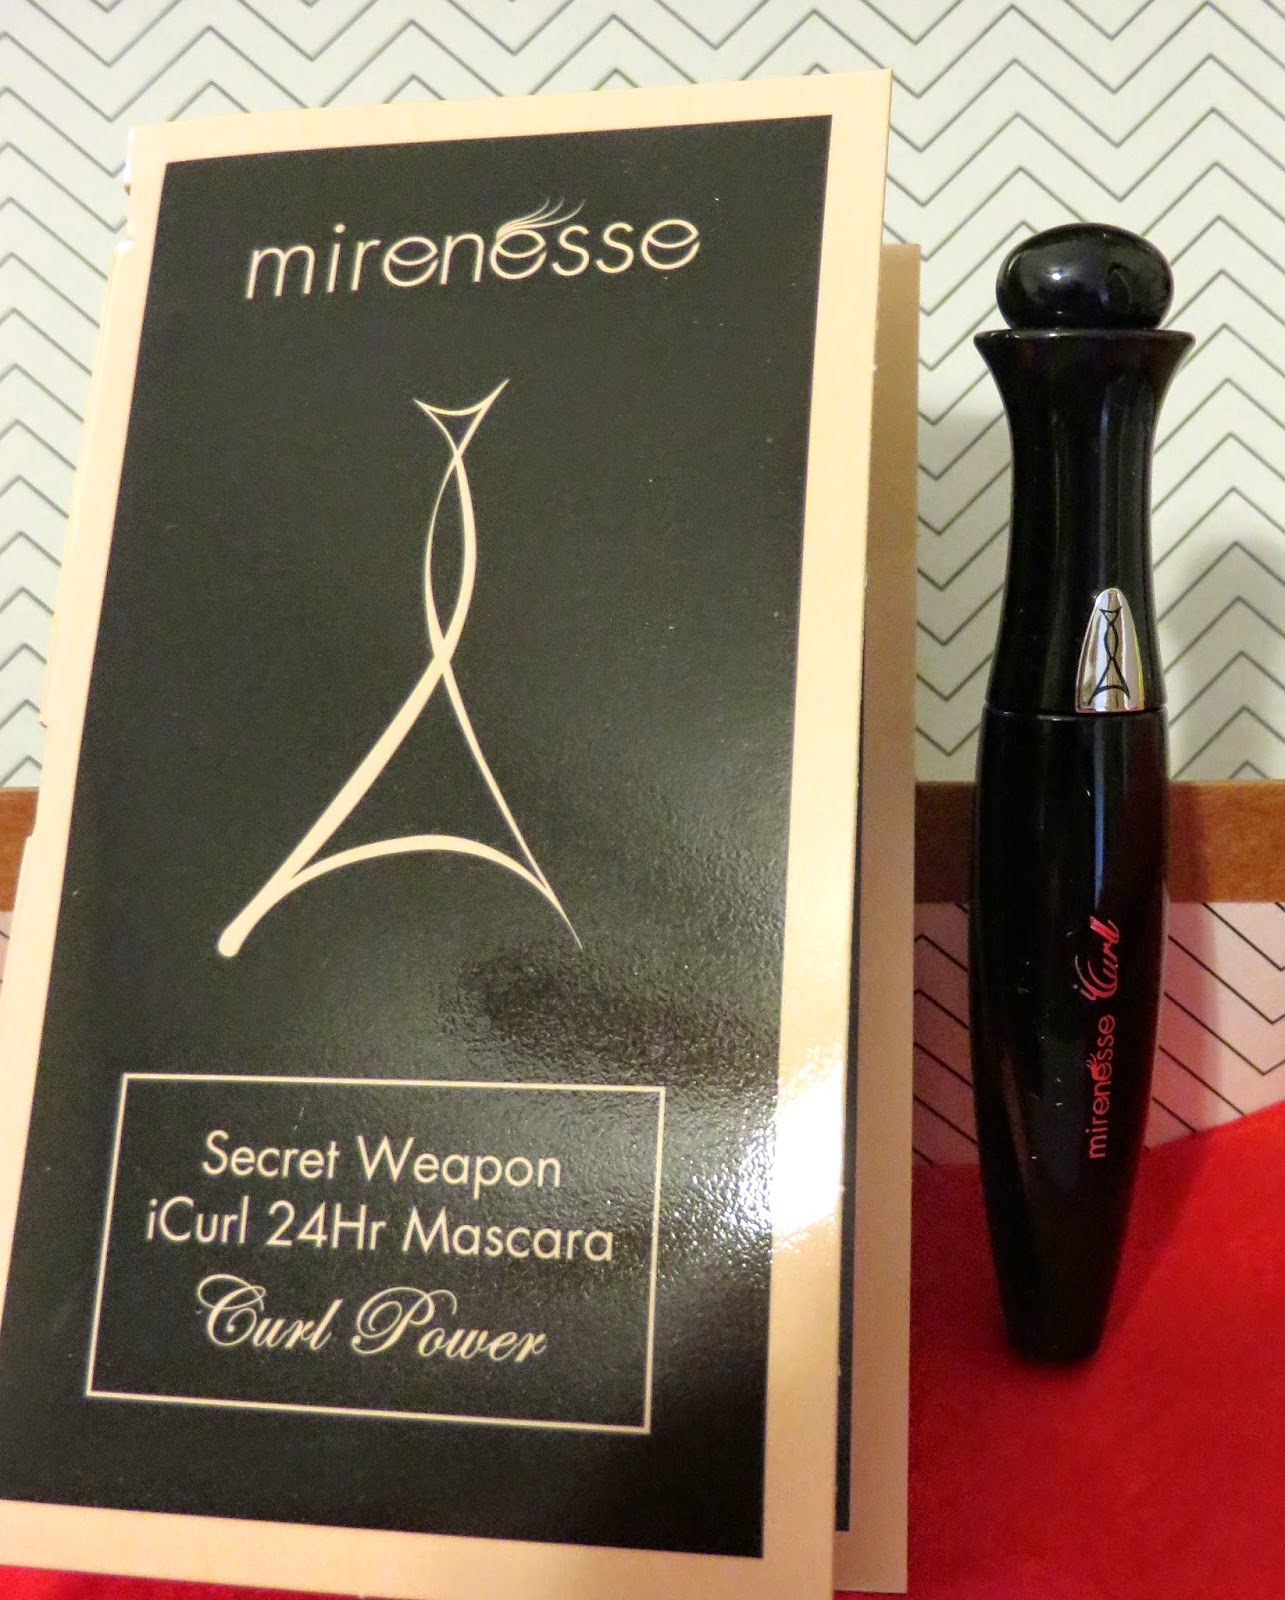 mirenesse
Secret Weapon
iCurl 24Hr Mascara
Curl Power
mirenesse iCurl